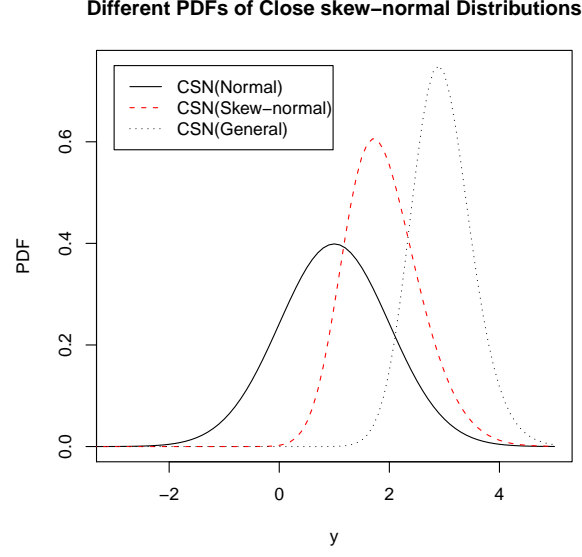 Different PDFs of Close skew−normal Distributions
CSN(Normal)
CSN(Skew−normal)
CSN(General)
PDF
0.0
0.2
0.4
0.6
−2
0
2
4
y